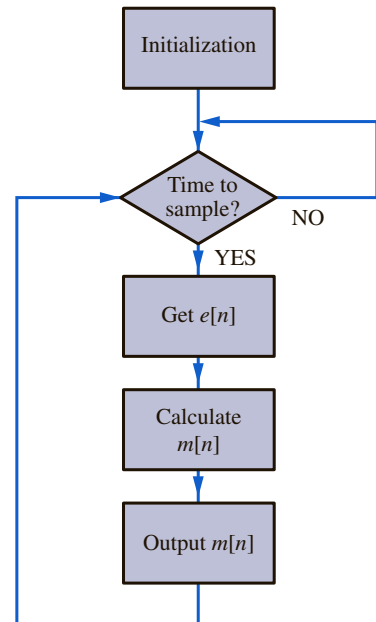 Initialization
Time to
sample?
NO
YES
Get e[n]
Calculate
m[n]
Output m[n]